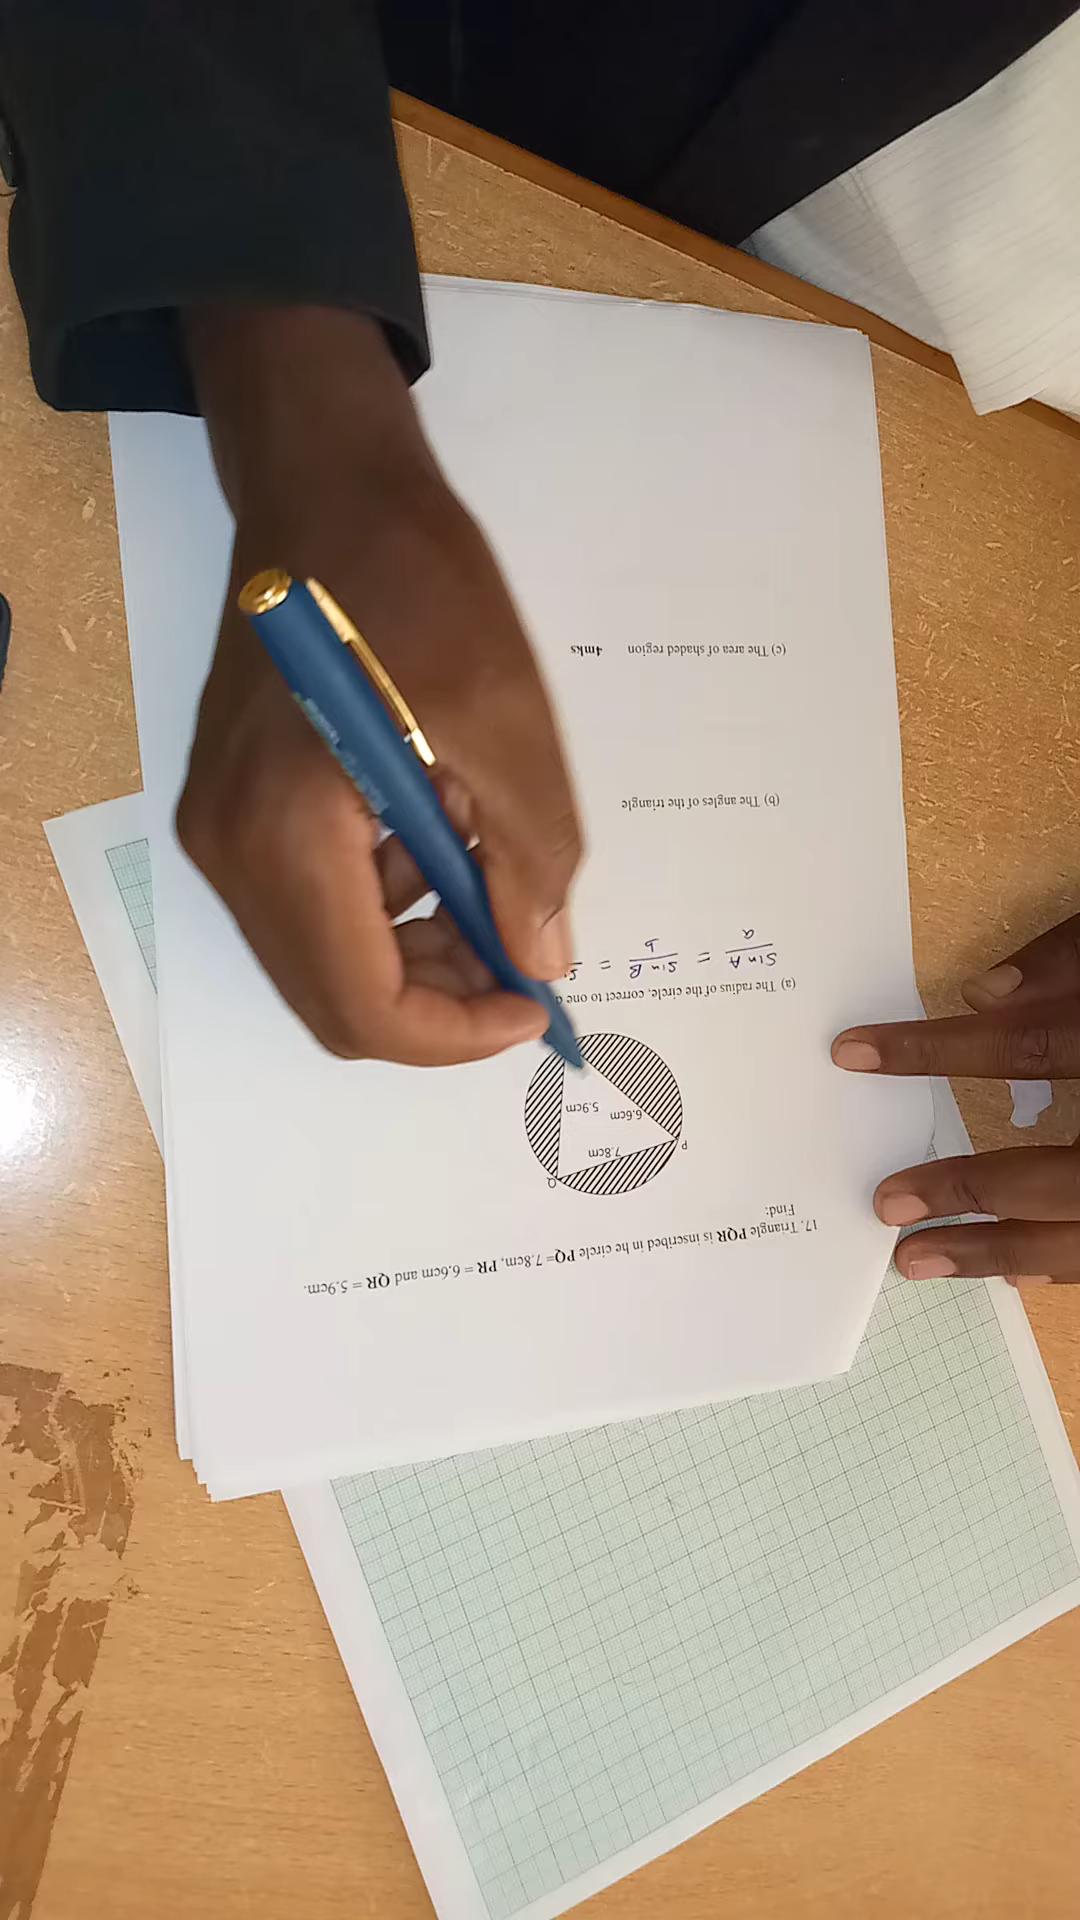 17. Triangle PQR is inscribed in he circle PQ= 7.8cm, PR = 6.6cm and QR = 5.9cm.
Find:
Q
P
7.8cm
6.6cm
5.9cm
(a) The radius of the circle, correct to one
Sin A / a = Sin B / b =
(b) The angles of the triangle
(c) The area of shaded region 4mks